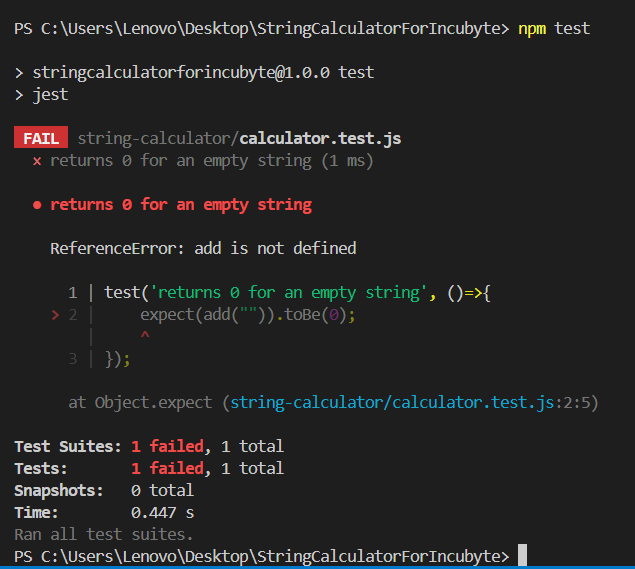 PS C:\Users\Lenovo\Desktop\StringCalculatorForIncubyte> npm test
> stringcalculatorforincubyte@1.0.0 test
> jest
FAIL string-calculator/calculator.test.js
× returns 0 for an empty string (1 ms)
● returns 0 for an empty string
ReferenceError: add is not defined
1 | test('returns 0 for an empty string', ()=>{
> 2 | expect(add("")).toBe(0);
| ^
3 | });
at Object.expect (string-calculator/calculator.test.js:2:5)
Test Suites: 1 failed, 1 total
Tests: 1 failed, 1 total
Snapshots: 0 total
Time: 0.447 s
Ran all test suites.
PS C:\Users\Lenovo\Desktop\StringCalculatorForIncubyte>